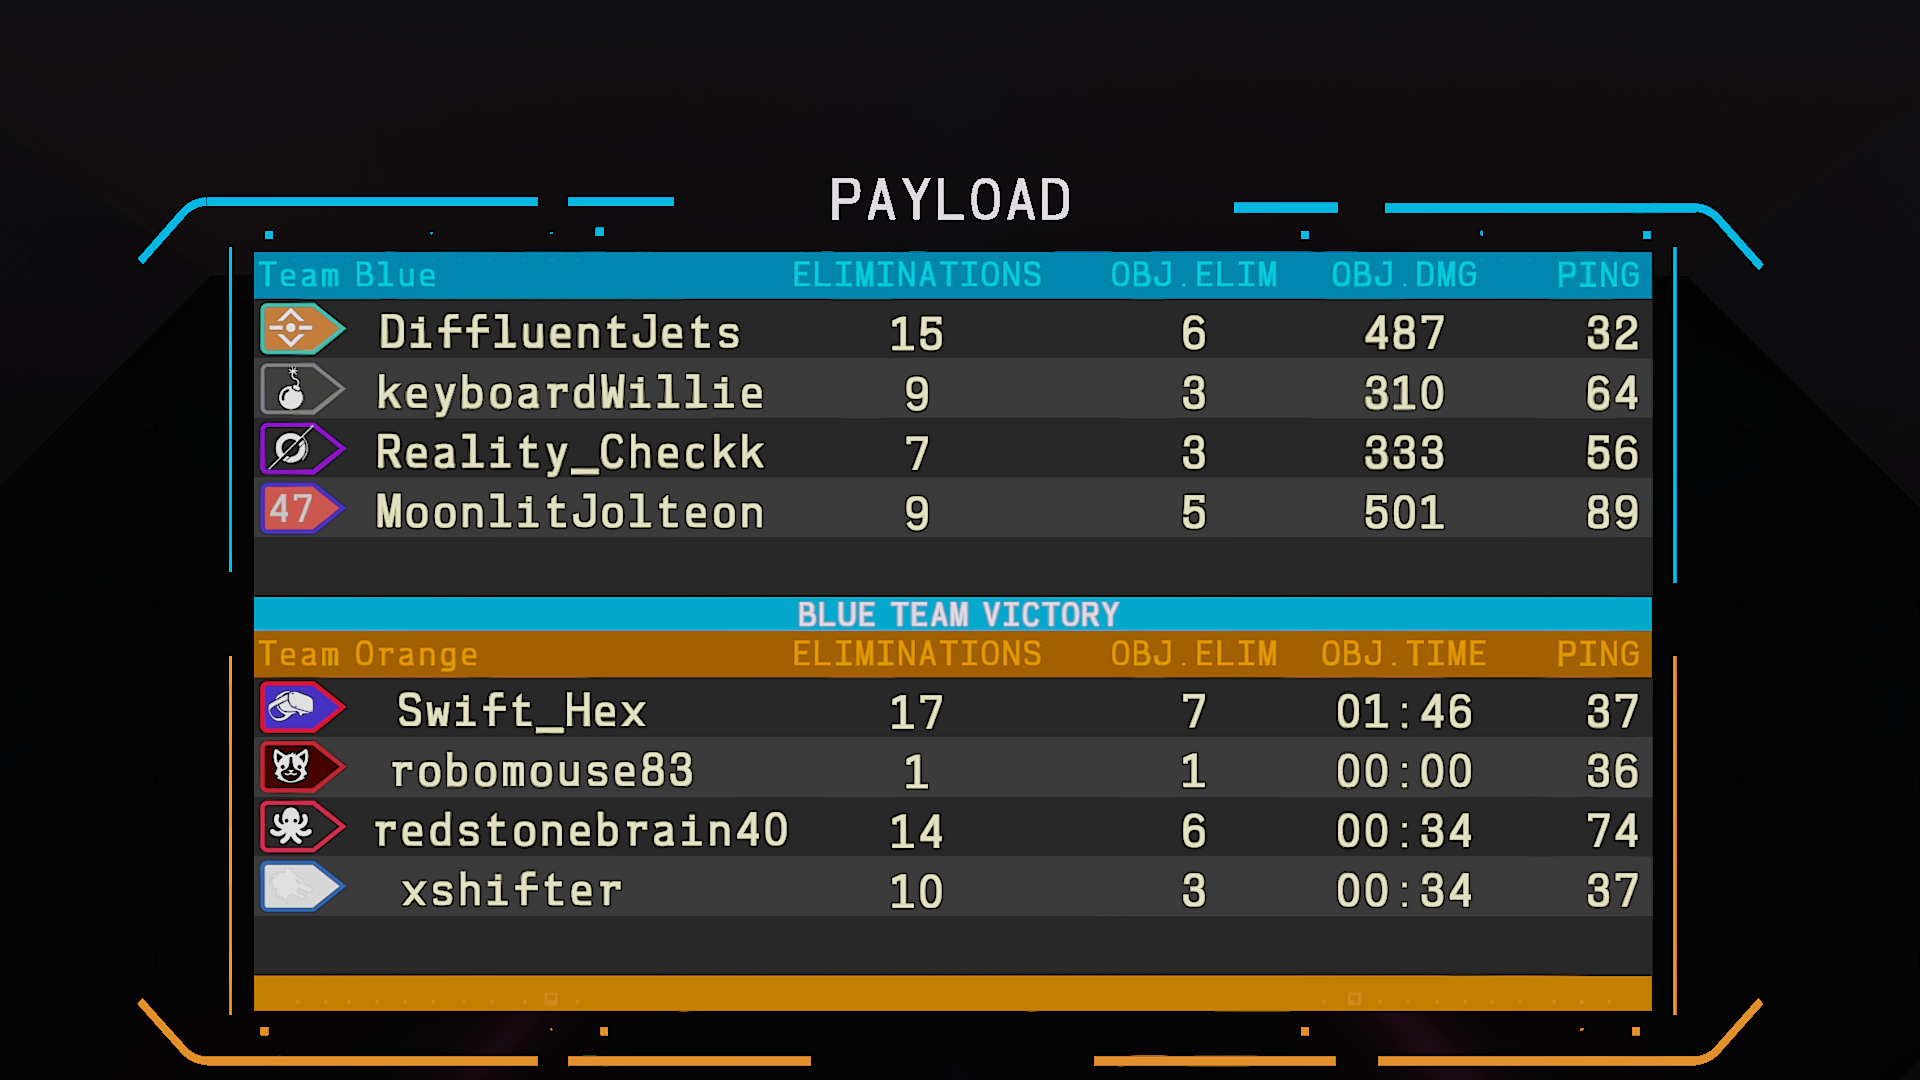 PAYLOAD
Team Blue ELIMINATIONS OBJ.ELIM OBJ.DMG PING
DiffluentJets 15 6 487 32
keyboardWillie 9 3 310 64
Reality_Checkk 7 3 333 56
47 MoonlitJolteon 9 5 501 89
BLUE TEAM VICTORY
Team Orange ELIMINATIONS OBJ.ELIM OBJ.TIME PING
Swift_Hex 17 7 01:46 37
robomouse83 1 1 00:00 36
redstonebrain40 14 6 00:34 74
xshifter 10 3 00:34 37